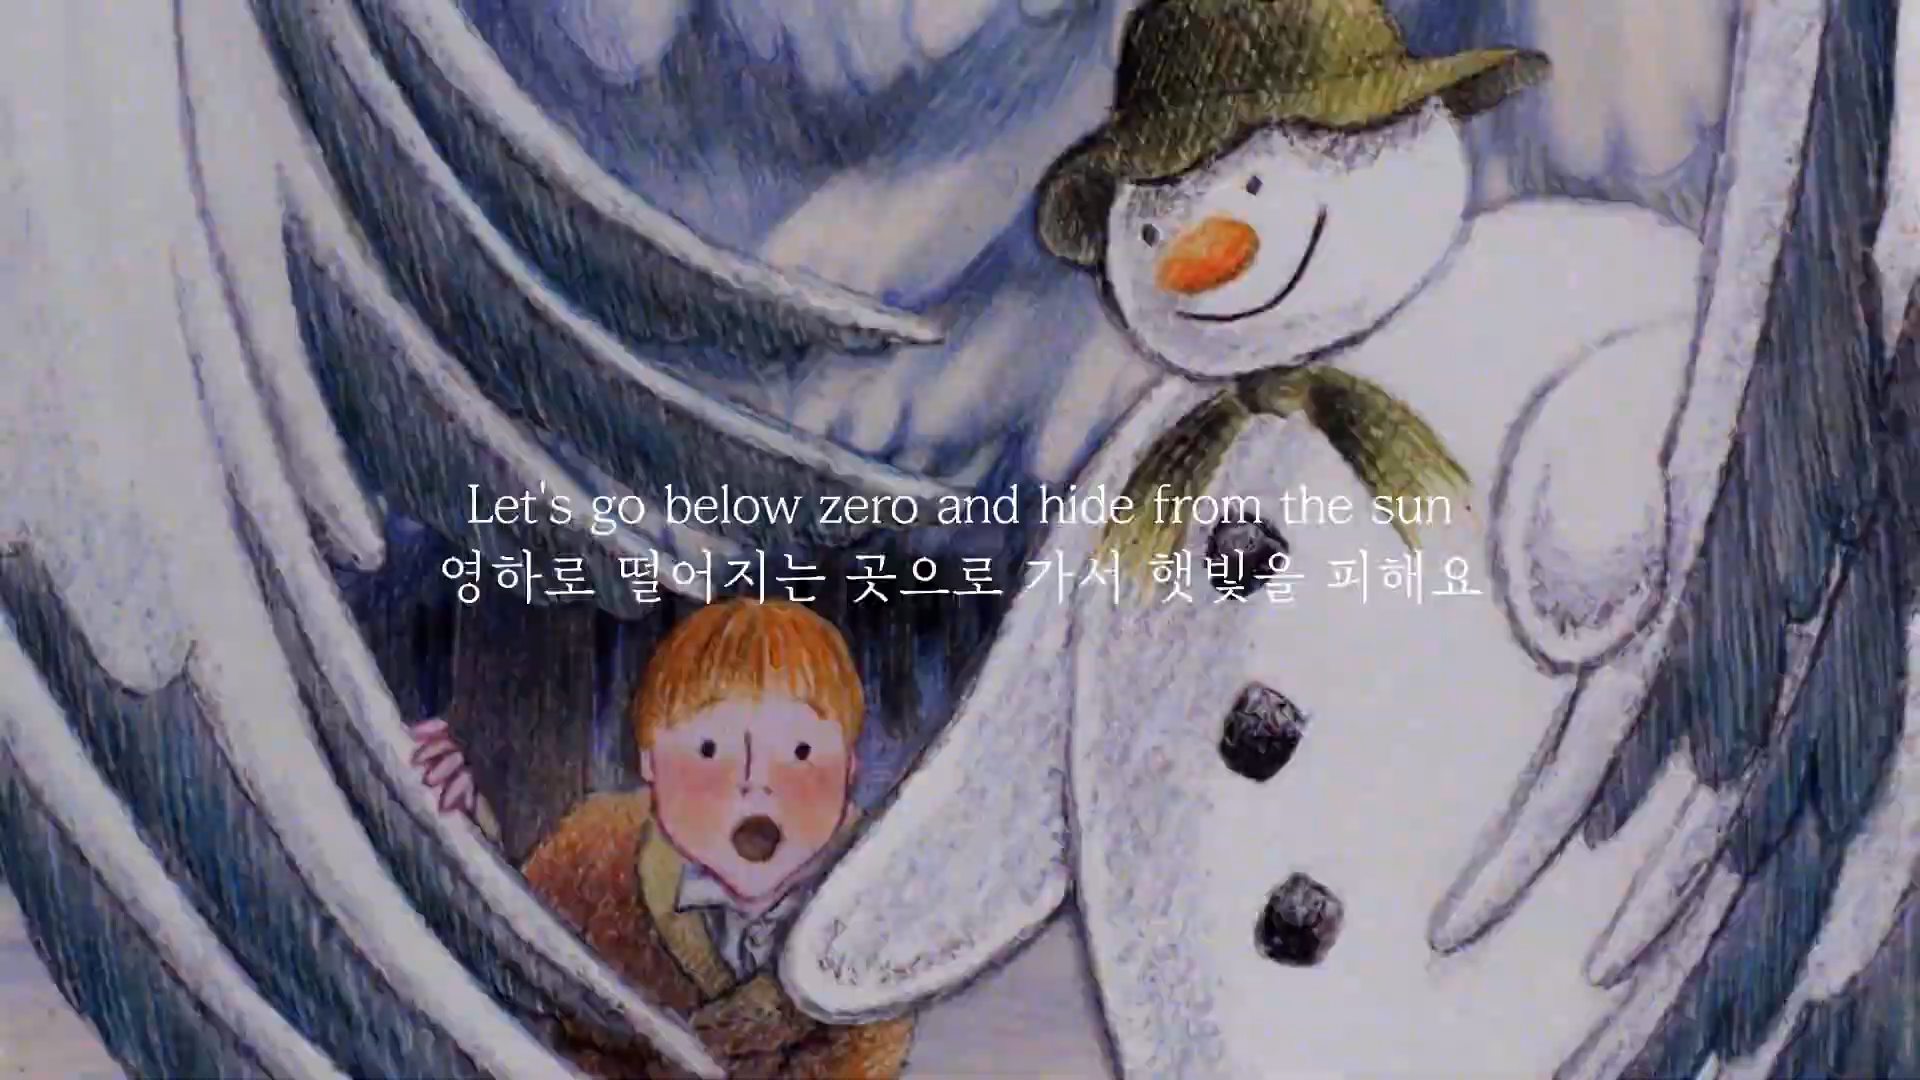 Let's go below zero and hide from the sun
영하로 떨어지는 곳으로 가서 햇빛을 피해요